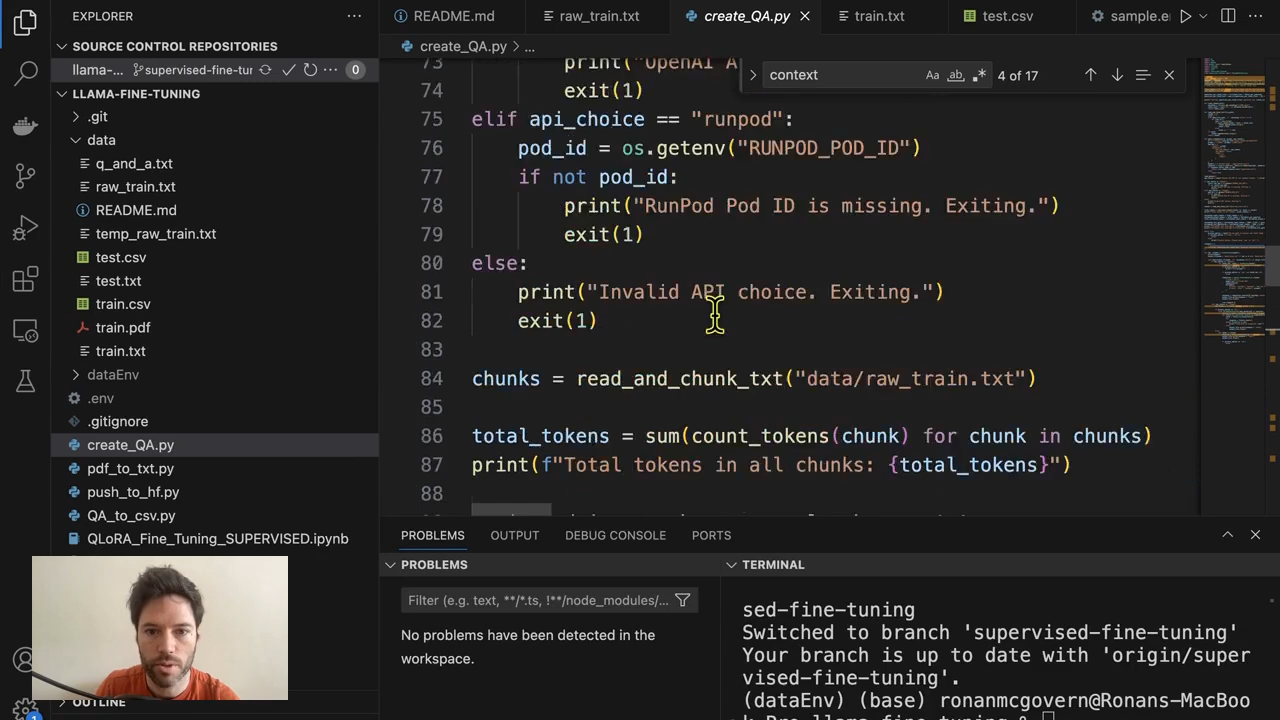 EXPLORER
SOURCE CONTROL REPOSITORIES
llama-... supervised-fine-tur 0
LLAMA-FINE-TUNING
.git
data
q_and_a.txt
raw_train.txt
README.md
temp_raw_train.txt
test.csv
test.txt
train.csv
train.pdf
train.txt
dataEnv
.env
.gitignore
create_QA.py
pdf_to_txt.py
push_to_hf.py
QA_to_csv.py
QLoRA_Fine_Tuning_SUPERVISED.ipynb
OUTLINE
README.md raw_train.txt create_QA.py train.txt test.csv sample.e
create_QA.py > ...
context Aa ab 4 of 17
73 print("OpenAI A
74 exit(1)
75 elif api_choice == "runpod":
76 pod_id = os.getenv("RUNPOD_POD_ID")
77 if not pod_id:
78 print("RunPod Pod ID is missing. Exiting.")
79 exit(1)
80 else:
81 print("Invalid API choice. Exiting.")
82 exit(1)
83
84 chunks = read_and_chunk_txt("data/raw_train.txt")
85
86 total_tokens = sum(count_tokens(chunk) for chunk in chunks)
87 print(f"Total tokens in all chunks: {total_tokens}")
88
PROBLEMS OUTPUT DEBUG CONSOLE PORTS
PROBLEMS
Filter (e.g. text, **/*.ts, !**/node_modules/...
No problems have been detected in the
workspace.
TERMINAL
sed-fine-tuning
Switched to branch 'supervised-fine-tuning'
Your branch is up to date with 'origin/super
vised-fine-tuning'.
(dataEnv) (base) ronanmcgovern@Ronans-MacBoo
1